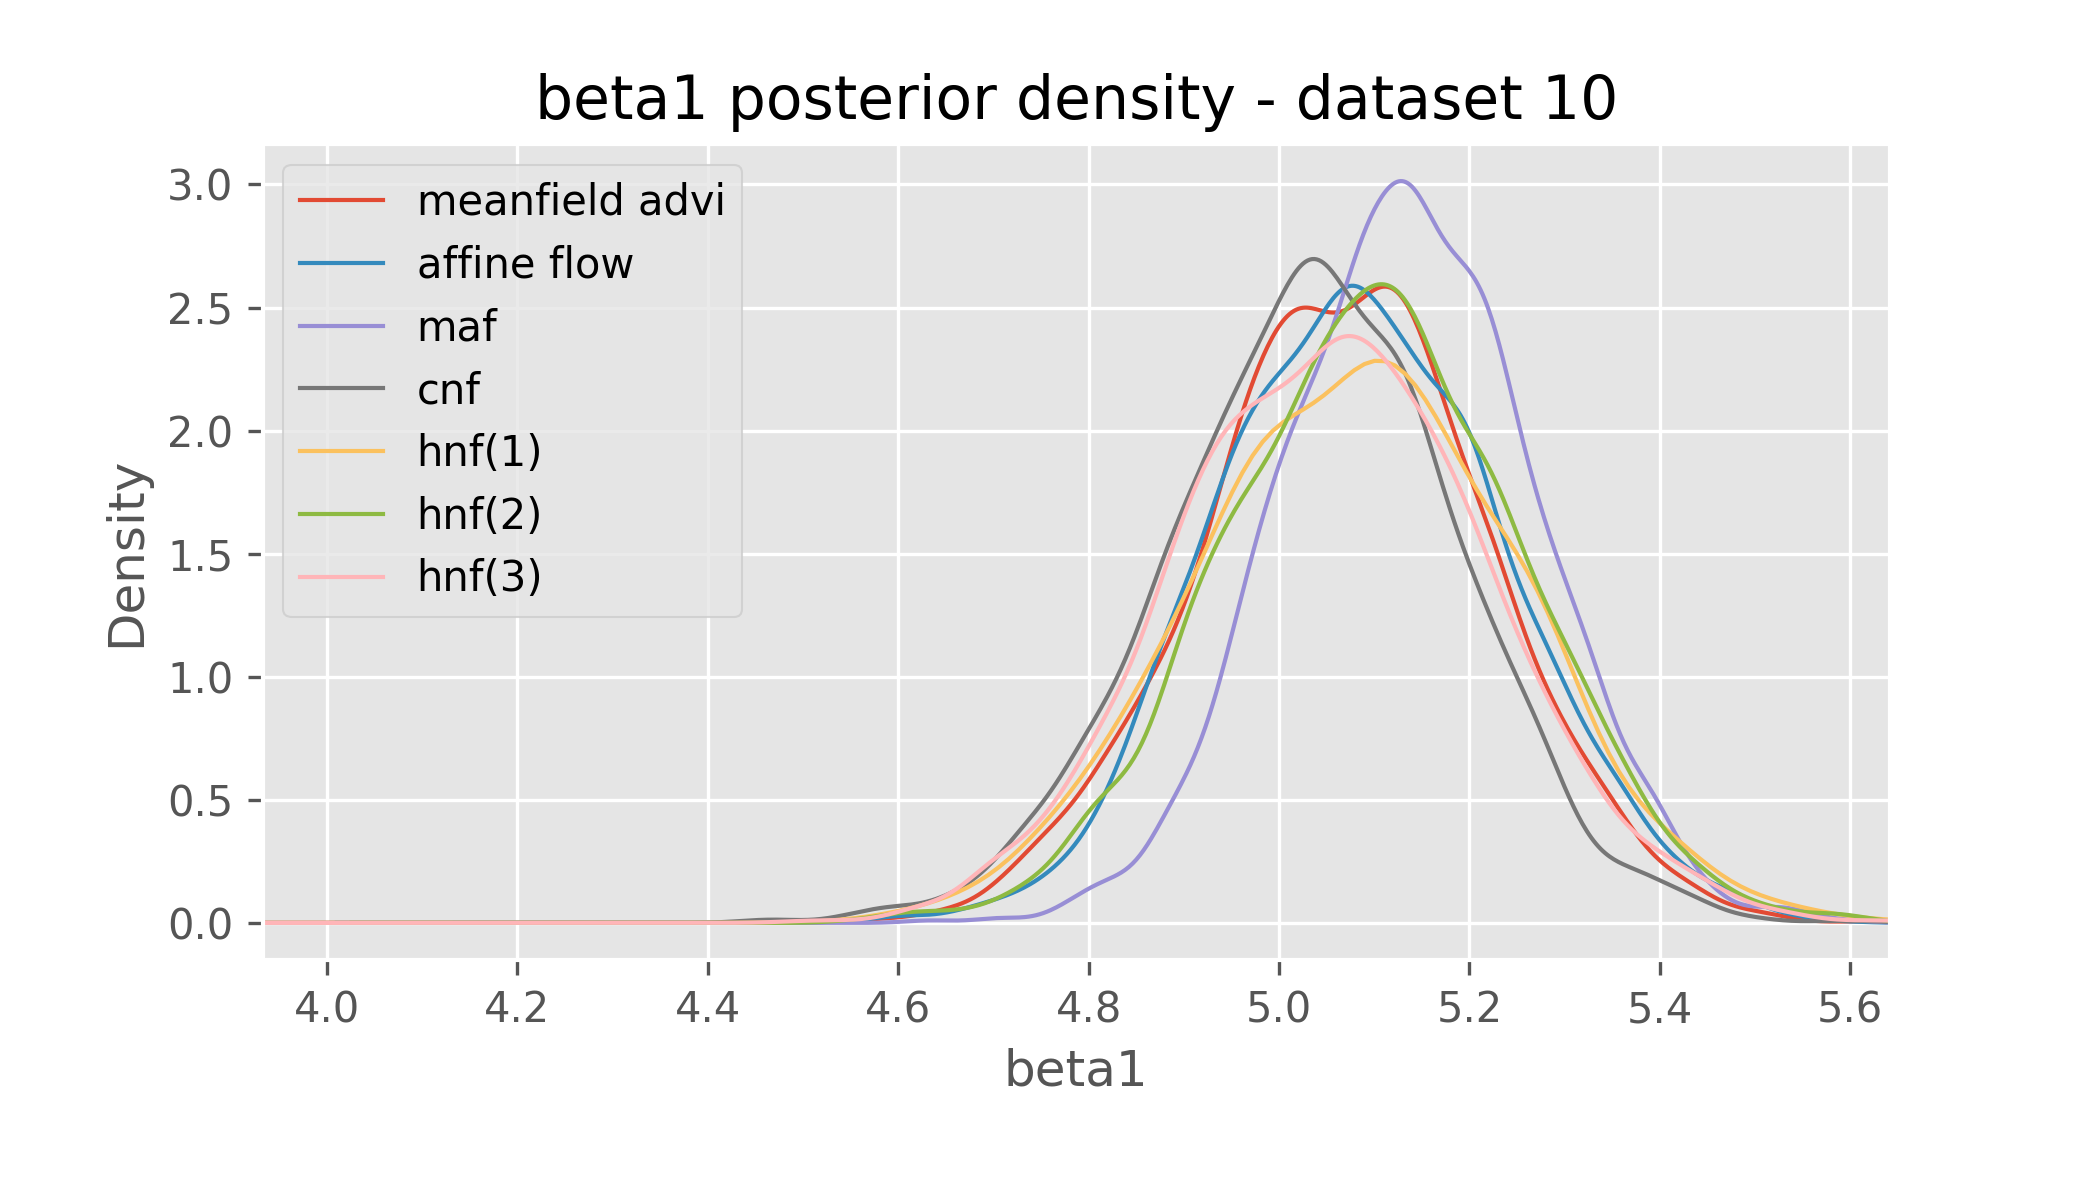 beta1 posterior density - dataset 10
3.0
2.5
2.0
1.5
1.0
0.5
0.0
Density
meanfield advi
affine flow
maf
cnf
hnf(1)
hnf(2)
hnf(3)
4.0 4.2 4.4 4.6 4.8 5.0 5.2 5.4 5.6
beta1